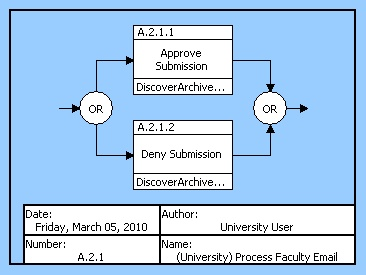 A.2.1.1
Approve
Submission
DiscoverArchive...
OR
OR
A.2.1.2
Deny Submission
DiscoverArchive...
Date:
Friday, March 05, 2010
Author:
University User
Number:
A.2.1
Name:
(University) Process Faculty Email